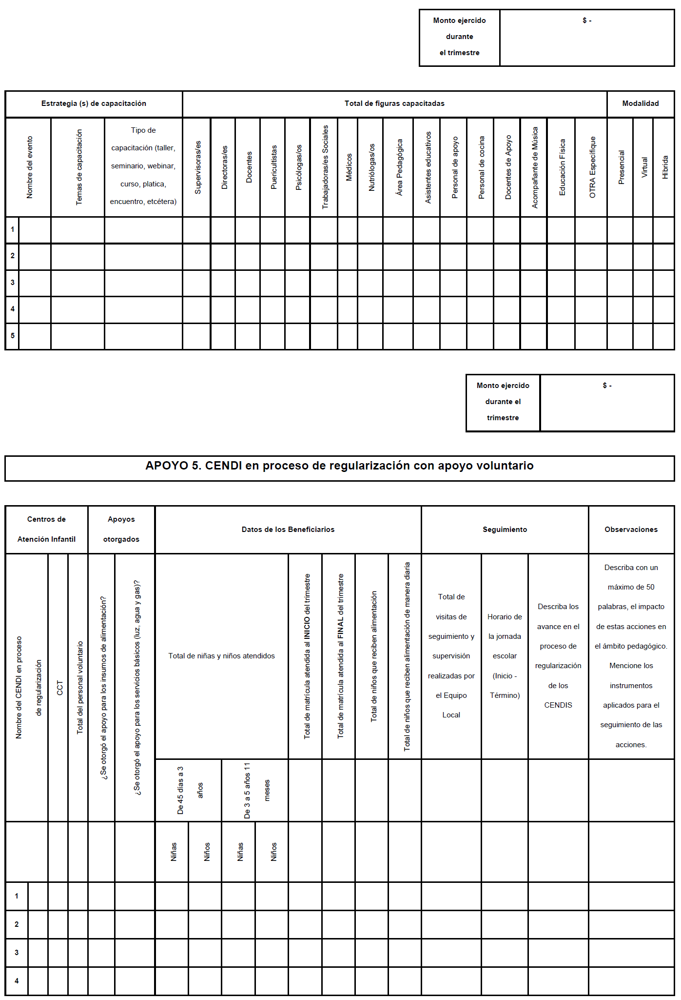 Monto ejercido
durante
el trimestre
$ -
Estrategia (s) de capacitación
Total de figuras capacitadas
Modalidad
Nombre del evento
Temas de capacitación
Tipo de
capacitación (taller,
seminario, webinar,
curso, platica,
encuentro, etcétera)
Supervisoras/es
Directoras/es
Docentes
Puericultistas
Psicólogas/os
Trabajadoras/es Sociales
Médicos
Nutriólogas/os
Área Pedagógica
Asistentes educativos
Personal de apoyo
Personal de cocina
Docentes de Apoyo
Acompañante de Música
Educación Física
OTRA Específique
Presencial
Virtual
Híbrida
1
2
3
4
5
Monto ejercido
durante el
trimestre
$ -
APOYO 5. CENDI en proceso de regularización con apoyo voluntario
Centros de
Atención Infantil
Apoyos
otorgados
Datos de los Beneficiarios
Seguimiento
Observaciones
Nombre del CENDI en proceso
de regularización
CCT
Total del personal voluntario
¿Se otorgó el apoyo para los insumos de alimentación?
¿Se otorgó el apoyo para los servicios básicos (luz, agua y gas)?
Total de niñas y niños atendidos
Total de matrícula atendida al INICIO del trimestre
Total de matrícula atendida al FINAL del trimestre
Total de niños que reciben alimentación
Total de niños que reciben alimentación de manera diaria
Total de
visitas de
seguimiento y
supervisión
realizadas por
el Equipo
Local
Horario de
la jornada
escolar
(Inicio -
Término)
Describa los
avance en el
proceso de
regularización
de los
CENDIS
Describa con un
máximo de 50
palabras, el impacto
de estas acciones en
el ámbito pedagógico.
Mencione los
instrumentos
aplicados para el
seguimiento de las
acciones.
De 45 días a 3
años
De 3 a 5 años 11
meses
Niñas
Niños
Niñas
Niños
1
2
3
4